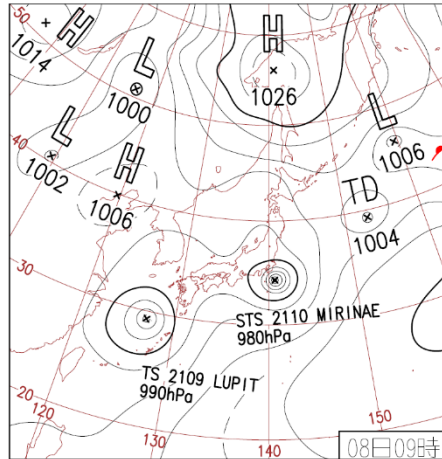 50
H
1014
L
1000
H
1026
L
1006
40
L
1002
H
1006
TD
1004
30
STS 2110 MIRINAE
980hPa
TS 2109 LUPIT
990hPa
20
120
130
140
150
08日09時